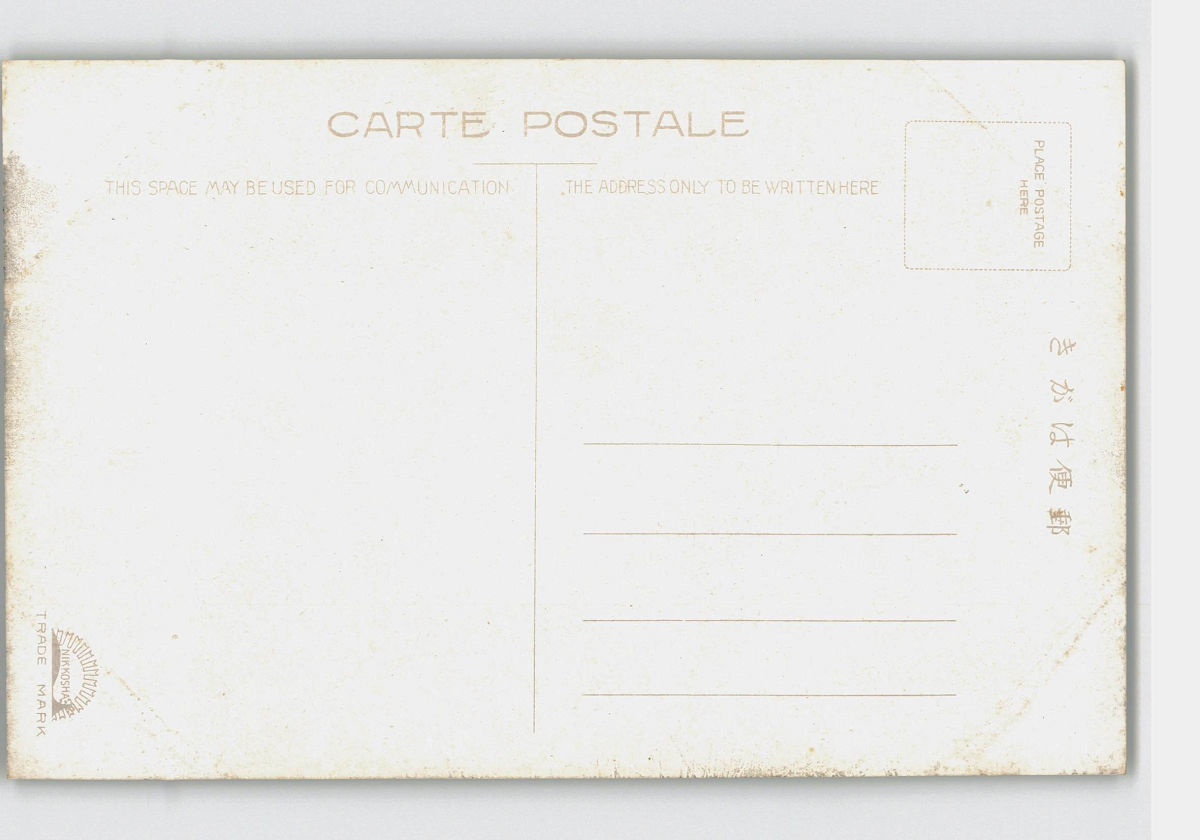 CARTE POSTALE
THIS SPACE MAY BE USED FOR COMMUNICATION
THE ADDRESS ONLY TO BE WRITTEN HERE
PLACE POSTAGE
HERE
きがは便郵
NIKKOSHA
TRADE MARK